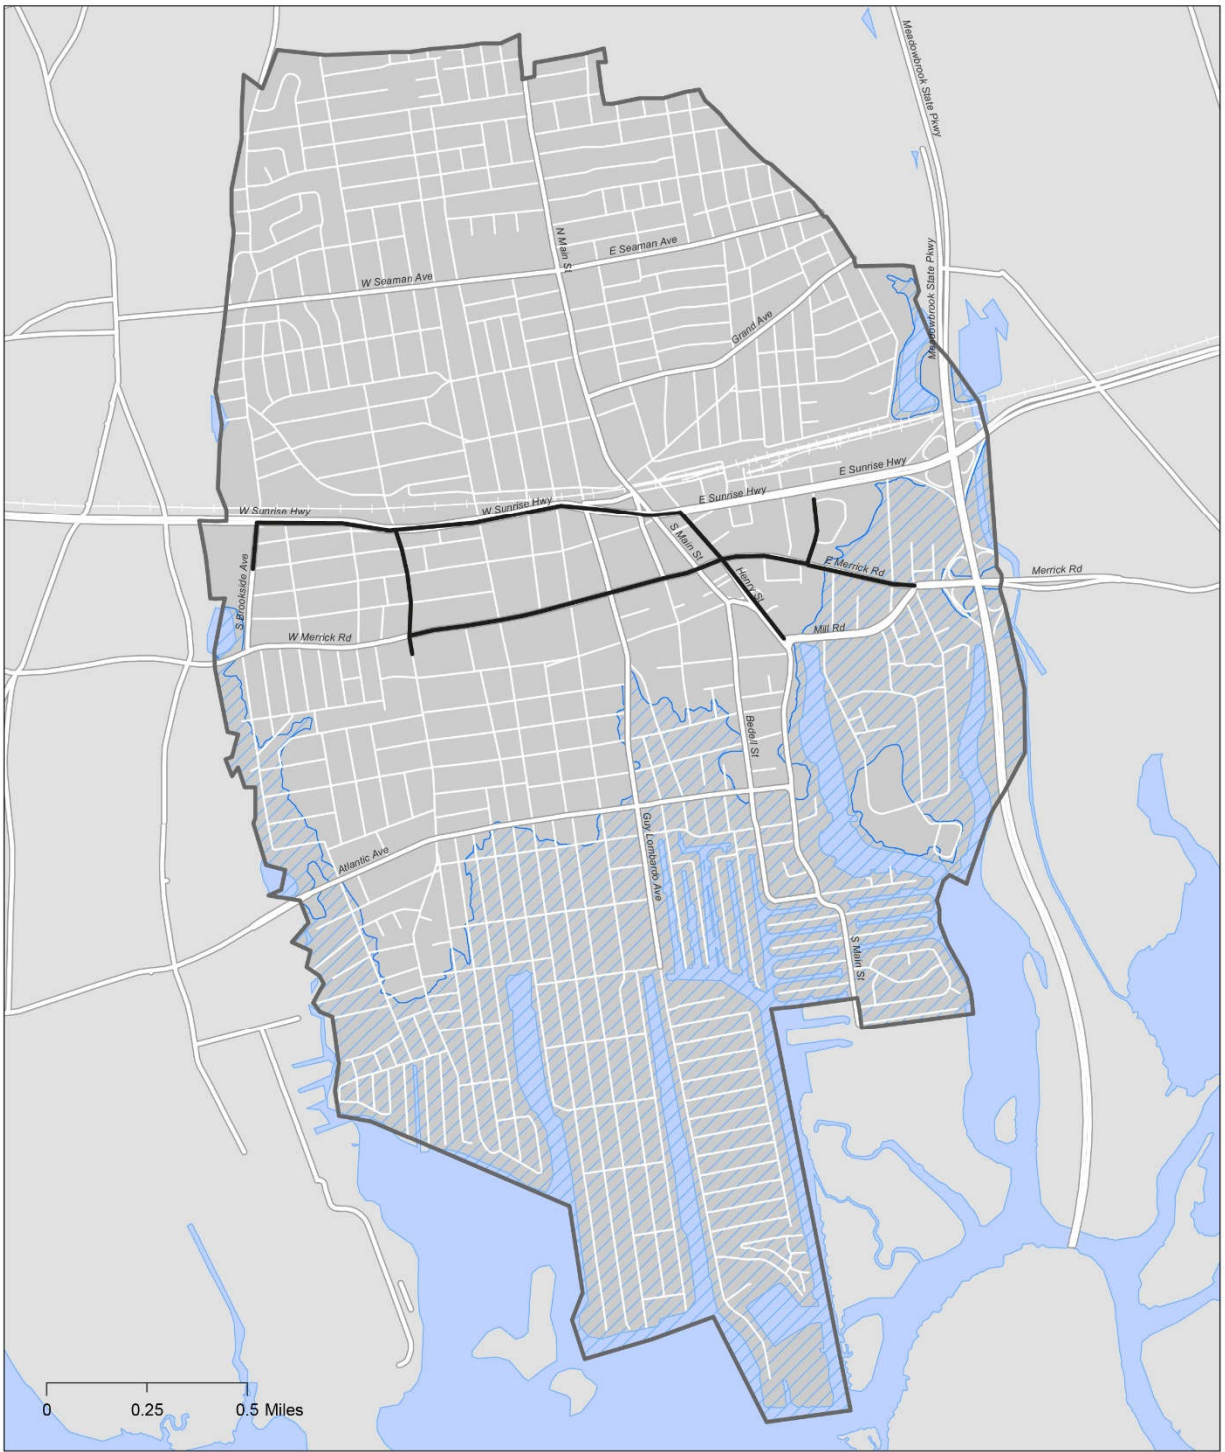 Meadowbrook State Pkwy
N Main St
E Seaman Ave
Meadowbrook State Pkwy
W Seaman Ave
Grand Ave
E Sunrise Hwy
E Sunrise Hwy
W Sunrise Hwy
W Sunrise Hwy
S Main St
S Brookside Ave
E Merrick Rd
Merrick Rd
Henry St
Mill Rd
W Merrick Rd
Bedell St
Guy Lombardo Ave
Atlantic Ave
S Main St
0 0.25 0.5 Miles